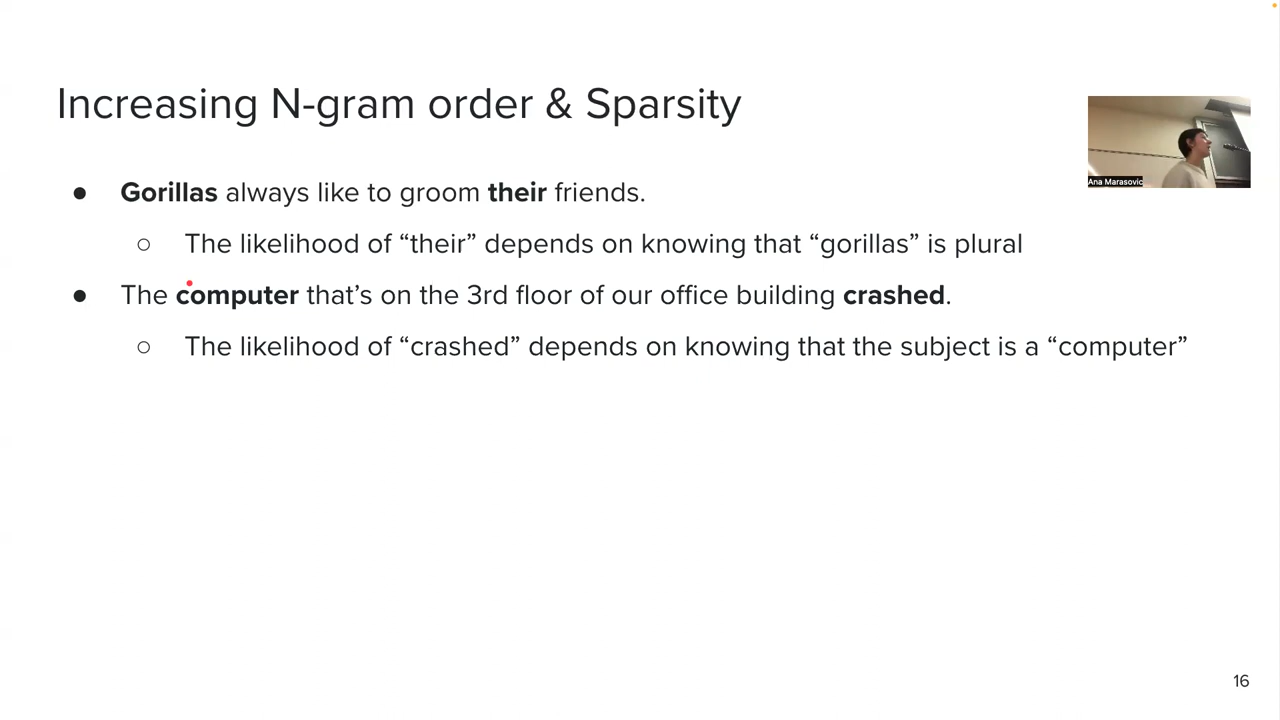 Increasing N-gram order & Sparsity
Ana Marasovic
● Gorillas always like to groom their friends.
○ The likelihood of “their” depends on knowing that “gorillas” is plural
● The computer that’s on the 3rd floor of our office building crashed.
○ The likelihood of “crashed” depends on knowing that the subject is a “computer”
16